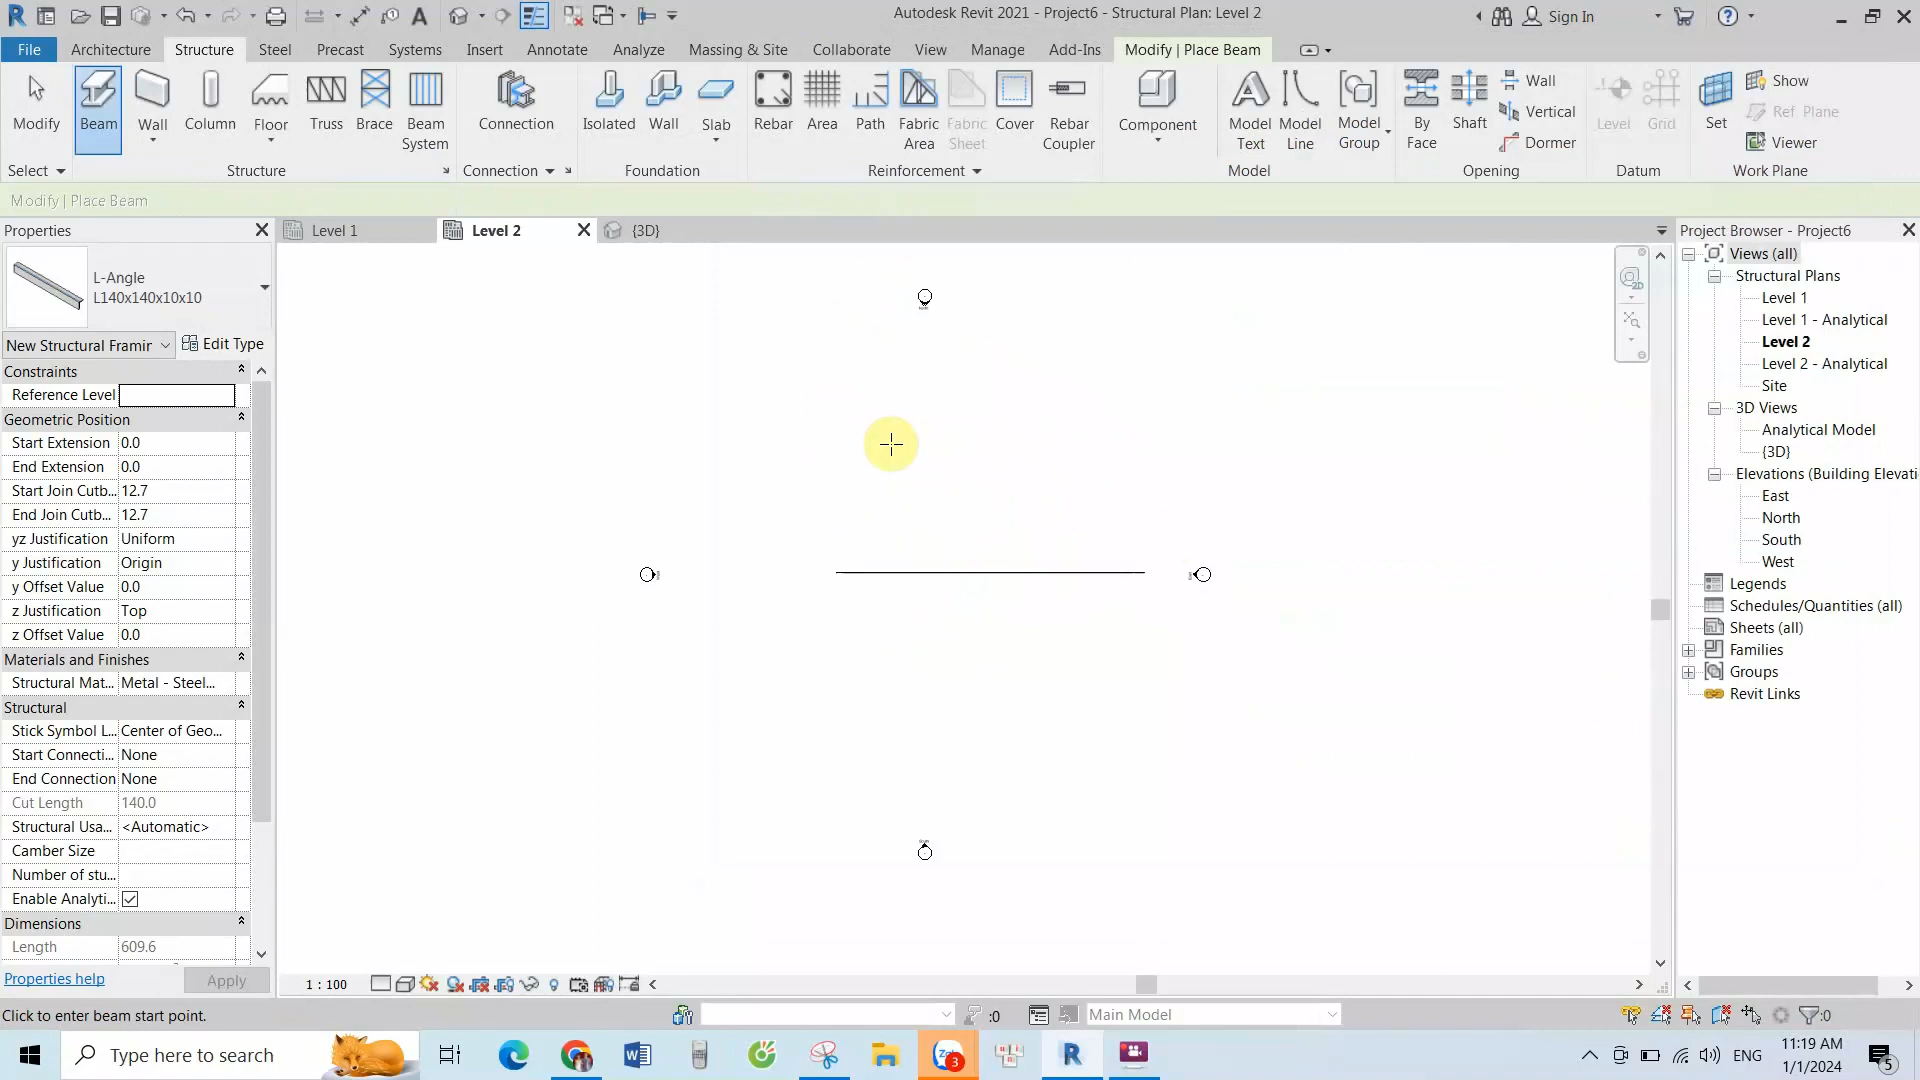 Autodesk Revit 2021 - Project6 - Structural Plan: Level 2
Sign In
File
Architecture
Structure
Steel
Precast
Systems
Insert
Annotate
Analyze
Massing & Site
Collaborate
View
Manage
Add-Ins
Modify | Place Beam
Modify
Beam
Wall
Column
Floor
Truss
Brace
Beam System
Connection
Isolated
Wall
Slab
Rebar
Area
Path
Fabric Area
Fabric Sheet
Cover
Rebar Coupler
Component
Model Text
Model Line
Model Group
By Face
Shaft
Wall
Vertical
Dormer
Level
Grid
Set
Show
Ref Plane
Viewer
Select
Structure
Connection
Foundation
Reinforcement
Model
Opening
Datum
Work Plane
Modify | Place Beam
Properties
Level 1
Level 2
{3D}
Project Browser - Project6
L-Angle
L140x140x10x10
New Structural Framir
Edit Type
Constraints
Reference Level
Geometric Position
Start Extension 0.0
End Extension 0.0
Start Join Cutb... 12.7
End Join Cutb... 12.7
yz Justification Uniform
y Justification Origin
y Offset Value 0.0
z Justification Top
z Offset Value 0.0
Materials and Finishes
Structural Mat... Metal - Steel...
Structural
Stick Symbol L... Center of Geo...
Start Connecti... None
End Connection None
Cut Length 140.0
Structural Usa... <Automatic>
Camber Size
Number of stu...
Enable Analyti...
Dimensions
Length 609.6
Properties help
Apply
2D
Views (all)
Structural Plans
Level 1
Level 1 - Analytical
Level 2
Level 2 - Analytical
Site
3D Views
Analytical Model
{3D}
Elevations (Building Elevati
East
North
South
West
Legends
Schedules/Quantities (all)
Sheets (all)
Families
Groups
Revit Links
1 : 100
Click to enter beam start point.
:0
Main Model
:0
Type here to search
3
ENG
11:19 AM
1/1/2024
5